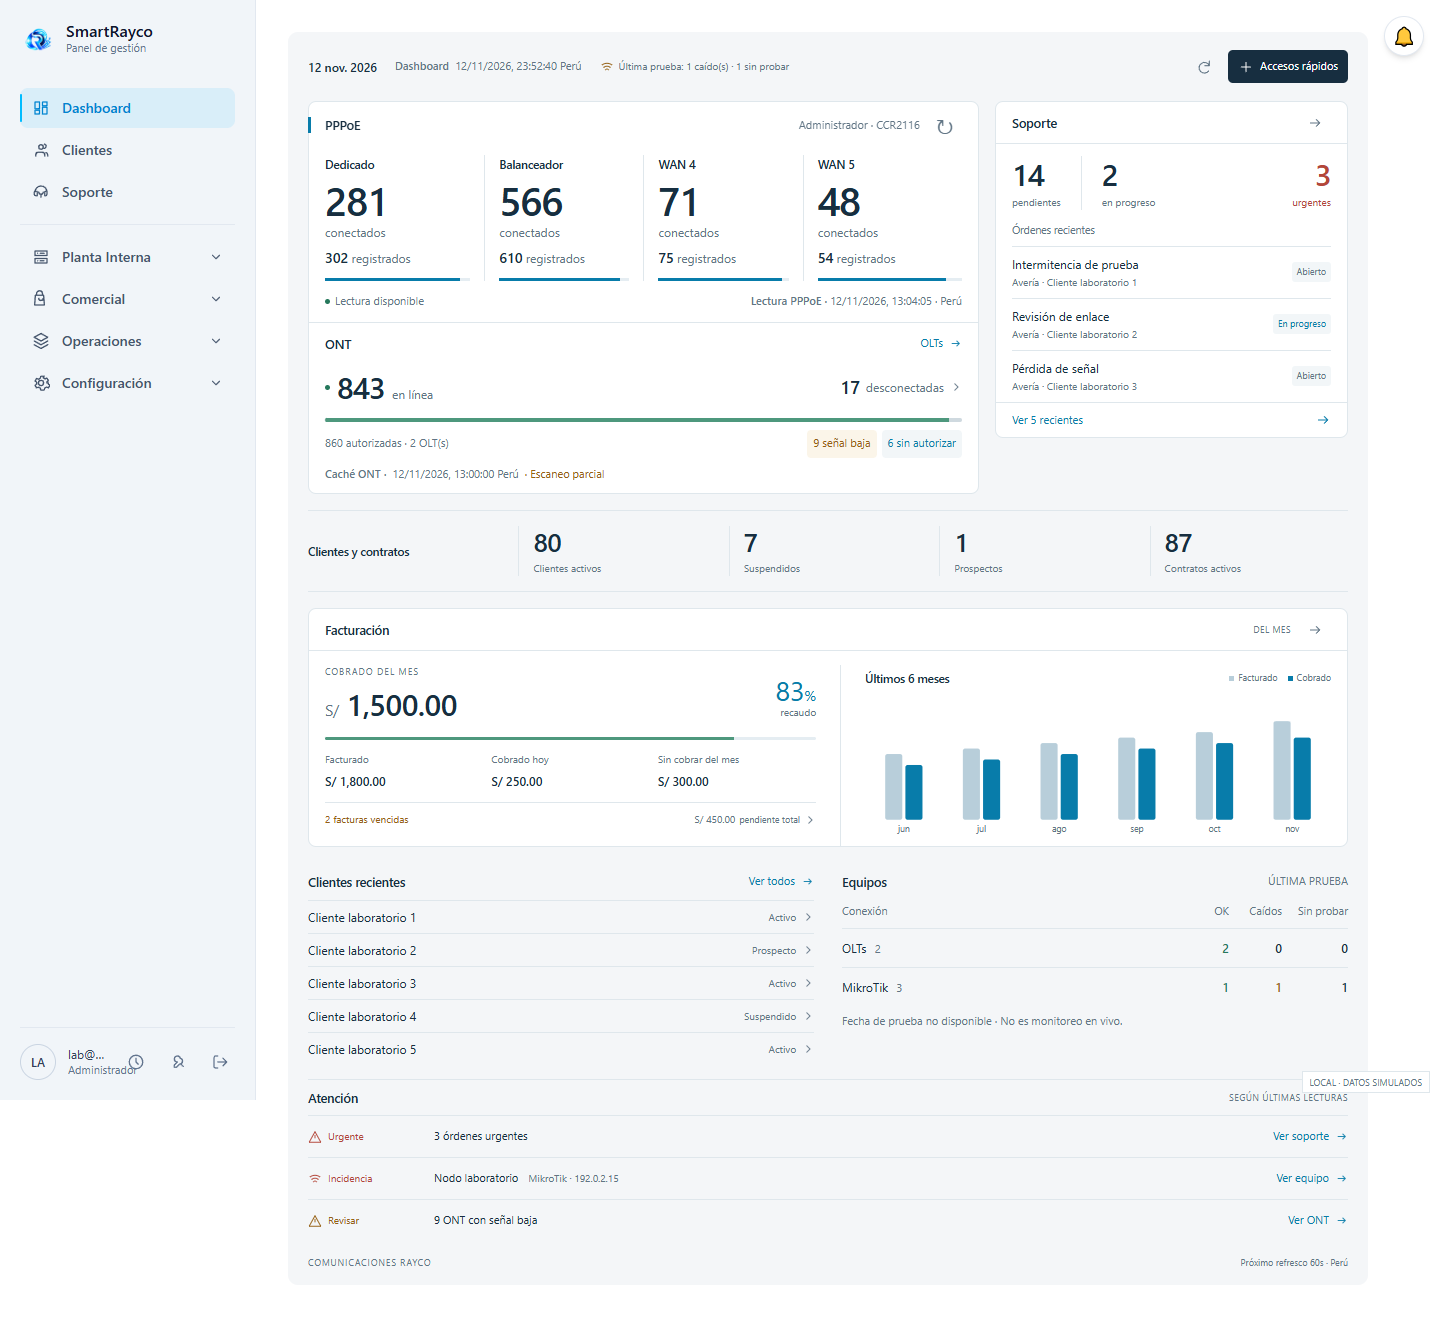 SmartRayco
Panel de gestión
Dashboard
Clientes
Soporte
Planta Interna
Comercial
Operaciones
Configuración
LA
lab@...
Administrador
12 nov. 2026 Dashboard 12/11/2026, 23:52:40 Perú Última prueba: 1 caído(s) · 1 sin probar
Accesos rápidos
PPPoE
Administrador · CCR2116
Dedicado
281
conectados
302 registrados
Balanceador
566
conectados
610 registrados
WAN 4
71
conectados
75 registrados
WAN 5
48
conectados
54 registrados
Lectura disponible
Lectura PPPoE · 12/11/2026, 13:04:05 · Perú
ONT
OLTs
843 en línea
17 desconectadas
860 autorizadas · 2 OLT(s)
9 señal baja
6 sin autorizar
Caché ONT · 12/11/2026, 13:00:00 Perú · Escaneo parcial
Soporte
14
pendientes
2
en progreso
3
urgentes
Órdenes recientes
Intermitencia de prueba
Avería · Cliente laboratorio 1
Abierto
Revisión de enlace
Avería · Cliente laboratorio 2
En progreso
Pérdida de señal
Avería · Cliente laboratorio 3
Abierto
Ver 5 recientes
Clientes y contratos
80
Clientes activos
7
Suspendidos
1
Prospectos
87
Contratos activos
Facturación
DEL MES
COBRADO DEL MES
S/ 1,500.00
83%
recaudo
Facturado
S/ 1,800.00
Cobrado hoy
S/ 250.00
Sin cobrar del mes
S/ 300.00
2 facturas vencidas
S/ 450.00 pendiente total
Últimos 6 meses
Facturado
Cobrado
jun
jul
ago
sep
oct
nov
Clientes recientes
Ver todos
Cliente laboratorio 1
Activo
Cliente laboratorio 2
Prospecto
Cliente laboratorio 3
Activo
Cliente laboratorio 4
Suspendido
Cliente laboratorio 5
Activo
Equipos
ÚLTIMA PRUEBA
Conexión OK Caídos Sin probar
OLTs 2 2 0 0
MikroTik 3 1 1 1
Fecha de prueba no disponible · No es monitoreo en vivo.
LOCAL · DATOS SIMULADOS
Atención
SEGÚN ÚLTIMAS LECTURAS
Urgente
3 órdenes urgentes
Ver soporte
Incidencia
Nodo laboratorio MikroTik · 192.0.2.15
Ver equipo
Revisar
9 ONT con señal baja
Ver ONT
COMUNICACIONES RAYCO
Próximo refresco 60s · Perú